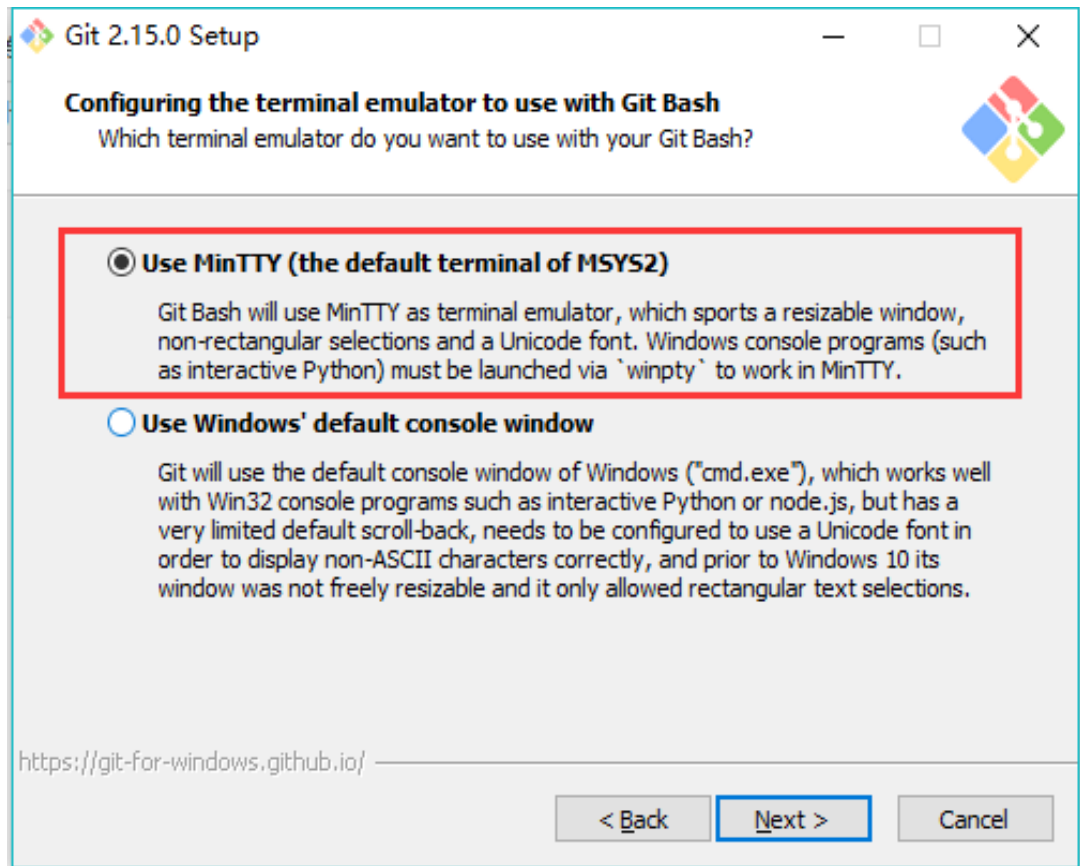 Git 2.15.0 Setup
Configuring the terminal emulator to use with Git Bash
Which terminal emulator do you want to use with your Git Bash?
Use MinTTY (the default terminal of MSYS2)
Git Bash will use MinTTY as terminal emulator, which sports a resizable window,
non-rectangular selections and a Unicode font. Windows console programs (such
as interactive Python) must be launched via `winpty` to work in MinTTY.
Use Windows' default console window
Git will use the default console window of Windows ("cmd.exe"), which works well
with Win32 console programs such as interactive Python or node.js, but has a
very limited default scroll-back, needs to be configured to use a Unicode font in
order to display non-ASCII characters correctly, and prior to Windows 10 its
window was not freely resizable and it only allowed rectangular text selections.
https://git-for-windows.github.io/
< Back
Next >
Cancel